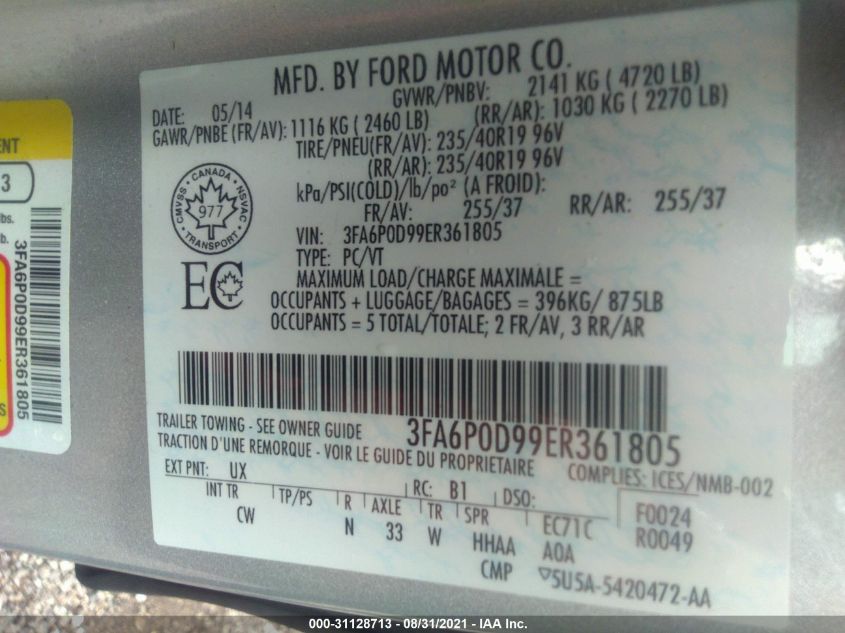 MFD. BY FORD MOTOR CO.
DATE: 05/14 GVWR/PNBV: 2141 KG ( 4720 LB)
GAWR/PNBE (FR/AV): 1116 KG ( 2460 LB) (RR/AR): 1030 KG ( 2270 LB)
TIRE/PNEU(FR/AV): 235/40R19 96V
(RR/AR): 235/40R19 96V
kPa/PSI(COLD)/lb/po² (A FROID):
FR/AV: 255/37 RR/AR: 255/37
CMVSS - CANADA - NSVAC
977
TRANSPORT
VIN: 3FA6P0D99ER361805
TYPE: PC/VT
EC
MAXIMUM LOAD/CHARGE MAXIMALE =
OCCUPANTS + LUGGAGE/BAGAGES = 396KG/ 875LB
OCCUPANTS = 5 TOTAL/TOTALE; 2 FR/AV, 3 RR/AR
TRAILER TOWING - SEE OWNER GUIDE
3FA6P0D99ER361805
TRACTION D'UNE REMORQUE - VOIR LE GUIDE DU PROPRIETAIRE
COMPLIES: ICES/NMB-002
EXT PNT: UX RC: B1 DSO: F0024
INT TR TP/PS R AXLE TR SPR EC71C R0049
CW N 33 W HHAA AOA
CMP 5U5A-5420472-AA
3
lbs.
lb.
3FA6P0D99ER361805
000-31128713 - 08/31/2021 - IAA Inc.